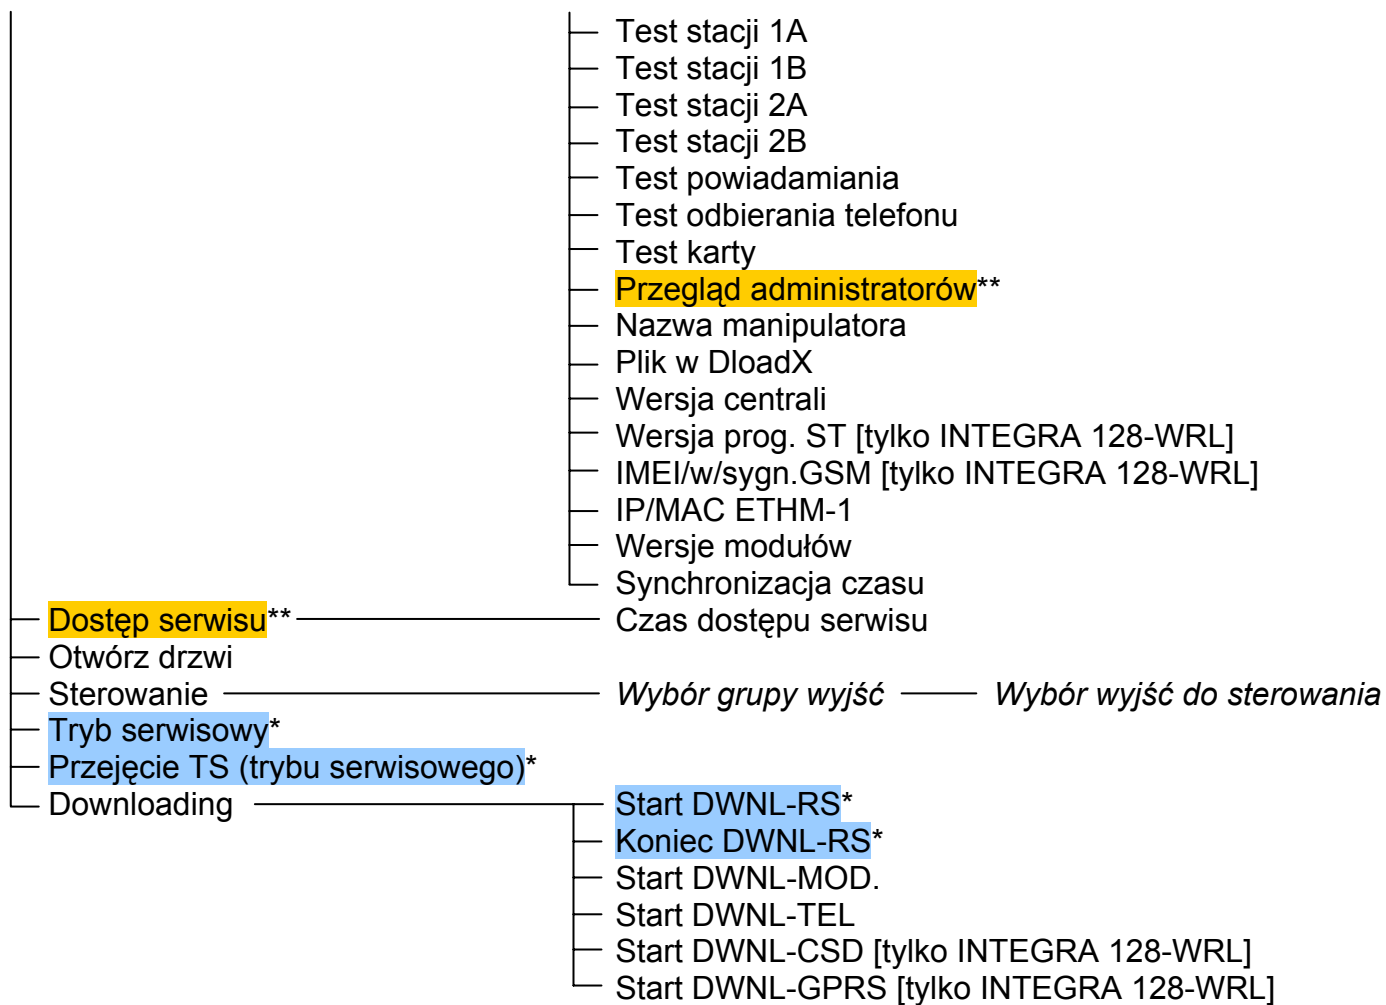 Test stacji 1A
Test stacji 1B
Test stacji 2A
Test stacji 2B
Test powiadamiania
Test odbierania telefonu
Test karty
Przegląd administratorów**
Nazwa manipulatora
Plik w DloadX
Wersja centrali
Wersja prog. ST [tylko INTEGRA 128-WRL]
IMEI/w/sygn.GSM [tylko INTEGRA 128-WRL]
IP/MAC ETHM-1
Wersje modułów
Synchronizacja czasu
Dostęp serwisu** Czas dostępu serwisu
Otwórz drzwi
Sterowanie Wybór grupy wyjść Wybór wyjść do sterowania
Tryb serwisowy*
Przejęcie TS (trybu serwisowego)*
Downloading Start DWNL-RS*
Koniec DWNL-RS*
Start DWNL-MOD.
Start DWNL-TEL
Start DWNL-CSD [tylko INTEGRA 128-WRL]
Start DWNL-GPRS [tylko INTEGRA 128-WRL]